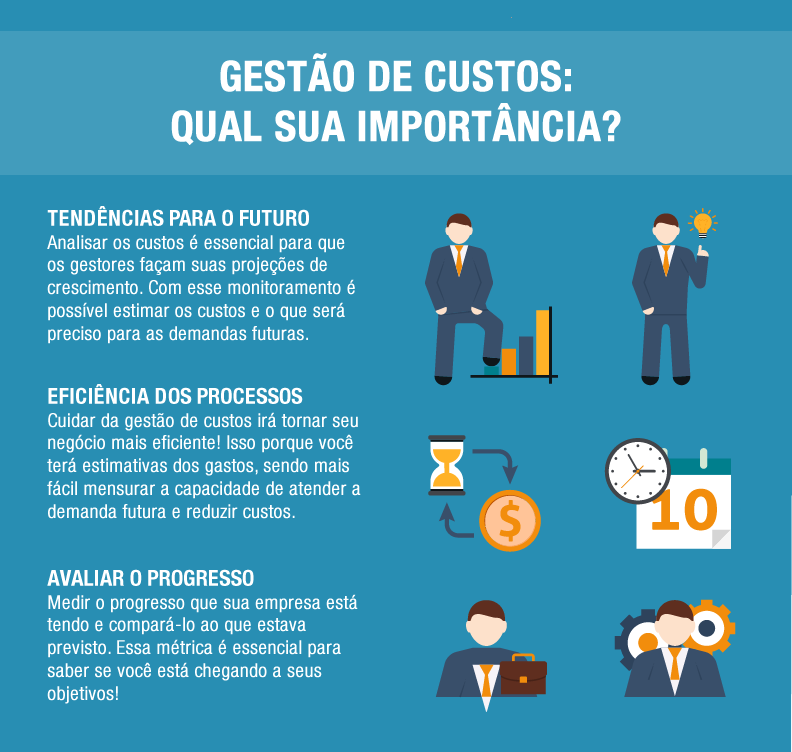 GESTÃO DE CUSTOS:
QUAL SUA IMPORTÂNCIA?
TENDÊNCIAS PARA O FUTURO
Analisar os custos é essencial para que
os gestores façam suas projeções de
crescimento. Com esse monitoramento é
possível estimar os custos e o que será
preciso para as demandas futuras.
EFICIÊNCIA DOS PROCESSOS
Cuidar da gestão de custos irá tornar seu
negócio mais eficiente! Isso porque você
terá estimativas dos gastos, sendo mais
fácil mensurar a capacidade de atender a
demanda futura e reduzir custos.
$
10
AVALIAR O PROGRESSO
Medir o progresso que sua empresa está
tendo e compará-lo ao que estava
previsto. Essa métrica é essencial para
saber se você está chegando a seus
objetivos!